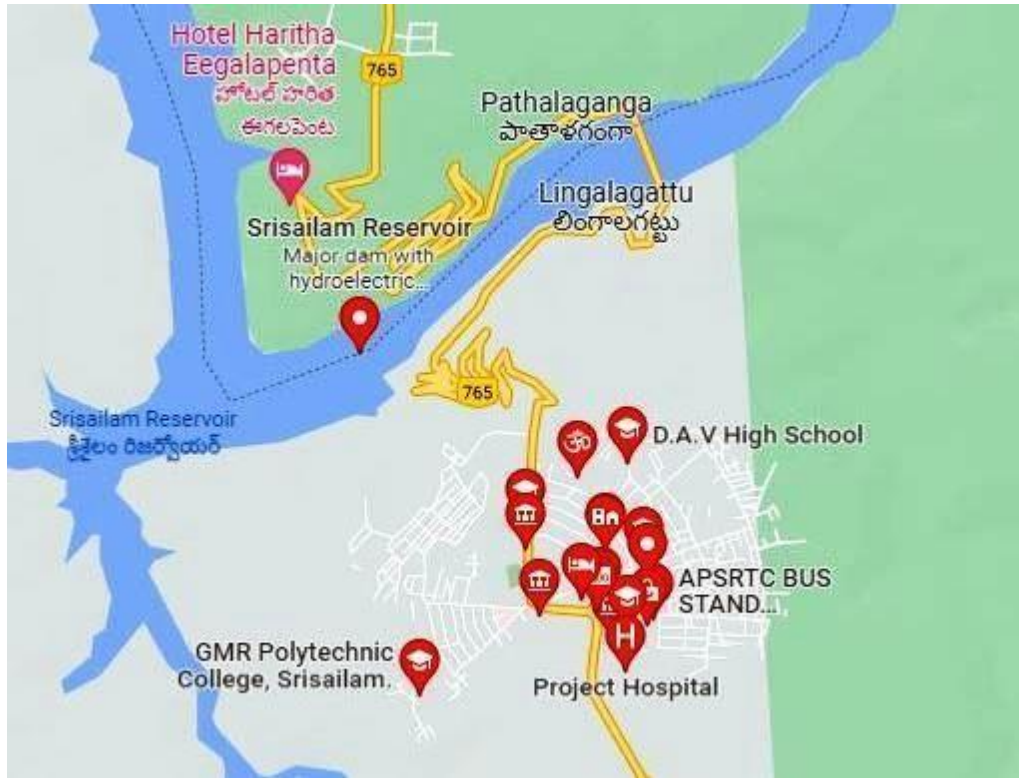 Hotel Haritha
Eegalapenta
హోటల్ హరిత
ఈగలపెంట
765
Pathalaganga
పాతాళగంగా
Lingalagattu
లింగాలగట్టు
Srisailam Reservoir
Major dam with
hydroelectric...
765
Srisailam Reservoir
శ్రీశైలం రిజర్వోయర్
D.A.V High School
APSRTC BUS
STAND...
GMR Polytechnic
College, Srisailam.
H
Project Hospital